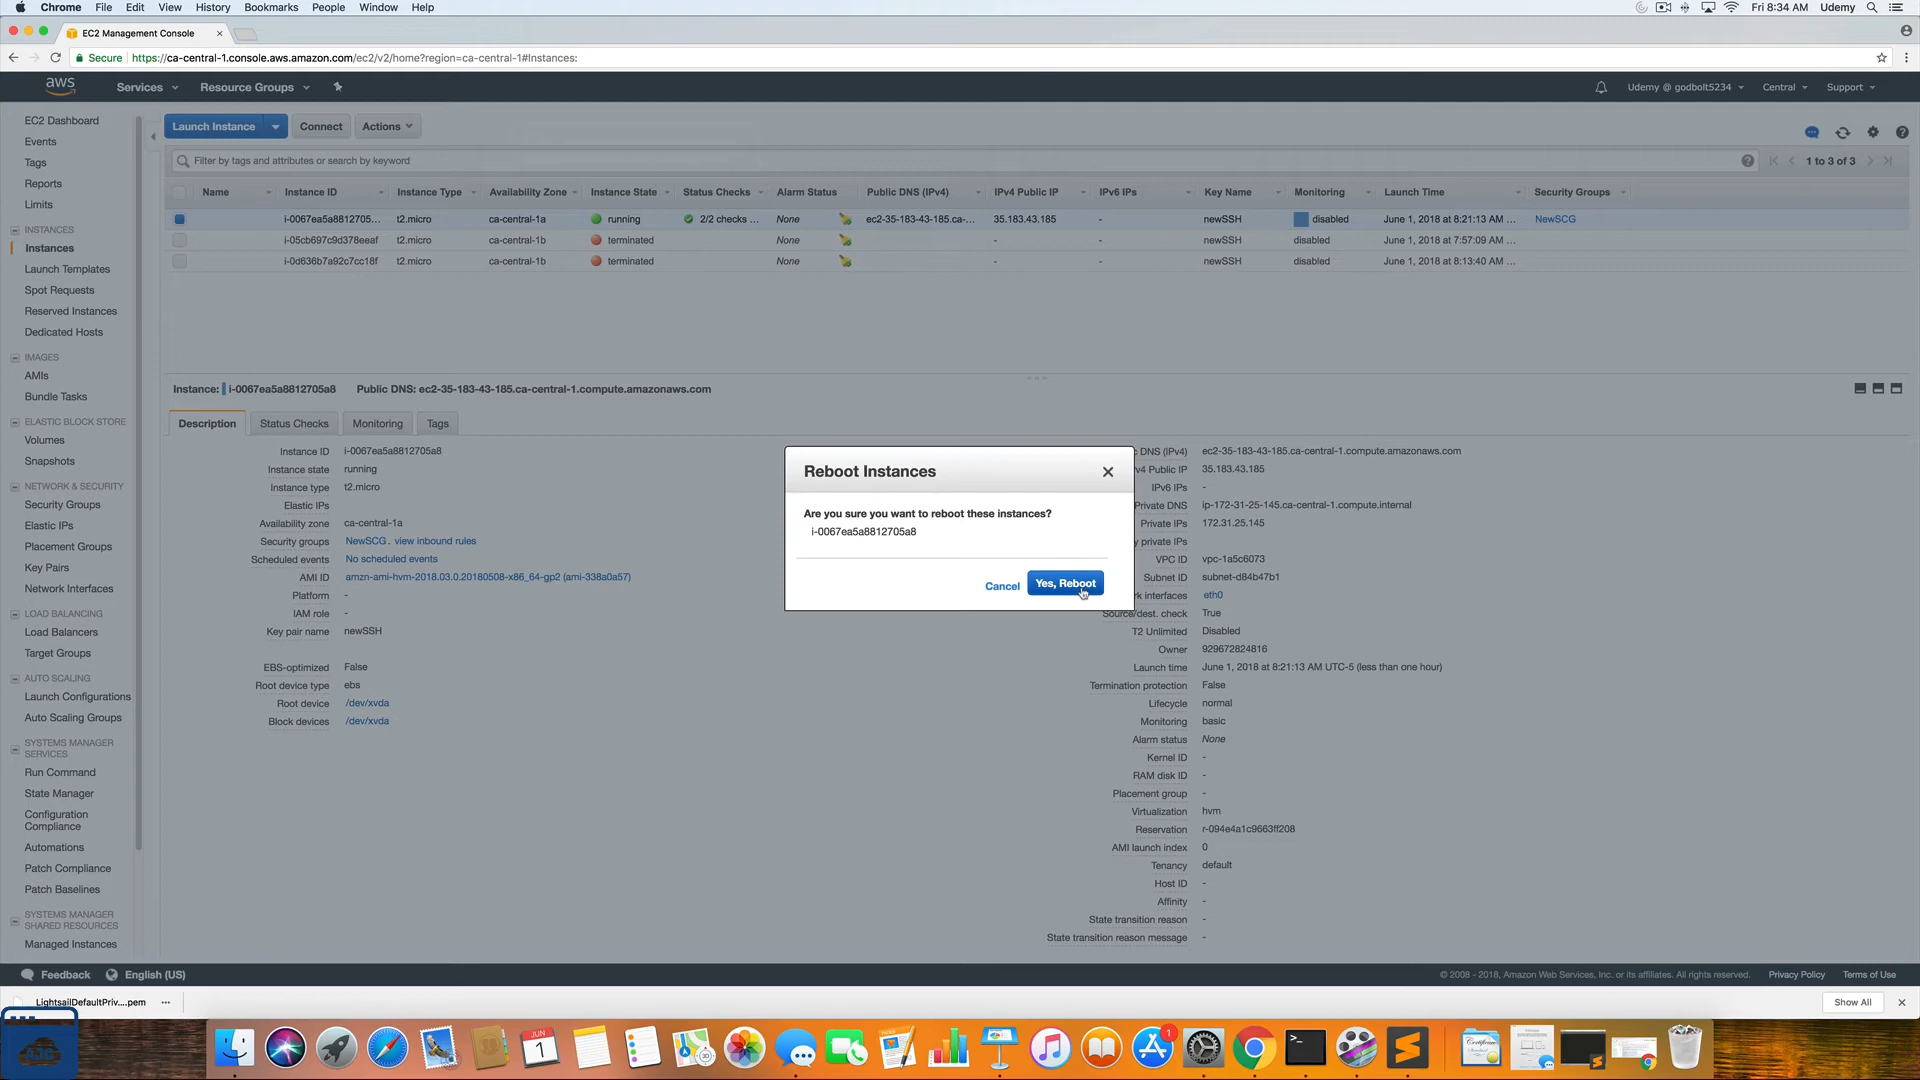 Chrome File Edit View History Bookmarks People Window Help Fri 8:34 AM Udemy
EC2 Management Console
Secure https://ca-central-1.console.aws.amazon.com/ec2/v2/home?region=ca-central-1#Instances:
aws Services Resource Groups Udemy @ godbolt5234 Central Support
Launch Instance Connect Actions
Filter by tags and attributes or search by keyword 1 to 3 of 3
Name Instance ID Instance Type Availability Zone Instance State Status Checks Alarm Status Public DNS (IPv4) IPv4 Public IP IPv6 IPs Key Name Monitoring Launch Time Security Groups
i-0067ea5a8812705... t2.micro ca-central-1a running 2/2 checks ... None ec2-35-183-43-185.ca-... 35.183.43.185 - newSSH disabled June 1, 2018 at 8:21:13 AM ... NewSCG
i-05cb697c9d378eeaf t2.micro ca-central-1b terminated None - - newSSH disabled June 1, 2018 at 7:57:09 AM ...
i-0d636b7a92c7cc18f t2.micro ca-central-1b terminated None - - newSSH disabled June 1, 2018 at 8:13:40 AM ...
EC2 Dashboard
Events
Tags
Reports
Limits
INSTANCES
Instances
Launch Templates
Spot Requests
Reserved Instances
Dedicated Hosts
IMAGES
AMIs
Bundle Tasks
ELASTIC BLOCK STORE
Volumes
Snapshots
NETWORK & SECURITY
Security Groups
Elastic IPs
Placement Groups
Key Pairs
Network Interfaces
LOAD BALANCING
Load Balancers
Target Groups
AUTO SCALING
Launch Configurations
Auto Scaling Groups
SYSTEMS MANAGER
SERVICES
Run Command
State Manager
Configuration
Compliance
Automations
Patch Compliance
Patch Baselines
SYSTEMS MANAGER
SHARED RESOURCES
Managed Instances
Instance: i-0067ea5a8812705a8 Public DNS: ec2-35-183-43-185.ca-central-1.compute.amazonaws.com
Description Status Checks Monitoring Tags
Instance ID i-0067ea5a8812705a8
Instance state running
Instance type t2.micro
Elastic IPs
Availability zone ca-central-1a
Security groups NewSCG . view inbound rules
Scheduled events No scheduled events
AMI ID amzn-ami-hvm-2018.03.0.20180508-x86_64-gp2 (ami-338a0a57)
Platform -
IAM role -
Key pair name newSSH
EBS-optimized False
Root device type ebs
Root device /dev/xvda
Block devices /dev/xvda
Reboot Instances
Are you sure you want to reboot these instances?
i-0067ea5a8812705a8
Cancel Yes, Reboot
DNS (IPv4) ec2-35-183-43-185.ca-central-1.compute.amazonaws.com
v4 Public IP 35.183.43.185
IPv6 IPs -
Private DNS ip-172-31-25-145.ca-central-1.compute.internal
Private IPs 172.31.25.145
y private IPs
VPC ID vpc-1a5c6073
Subnet ID subnet-d84b47b1
rk interfaces eth0
Source/dest. check True
T2 Unlimited Disabled
Owner 929672824816
Launch time June 1, 2018 at 8:21:13 AM UTC-5 (less than one hour)
Termination protection False
Lifecycle normal
Monitoring basic
Alarm status None
Kernel ID -
RAM disk ID -
Placement group -
Virtualization hvm
Reservation r-094e4a1c9663ff208
AMI launch index 0
Tenancy default
Host ID -
Affinity -
State transition reason -
State transition reason message -
Feedback English (US) © 2008 - 2018, Amazon Web Services, Inc. or its affiliates. All rights reserved. Privacy Policy Terms of Use
LightsailDefaultPriv....pem Show All
JUN
1
1